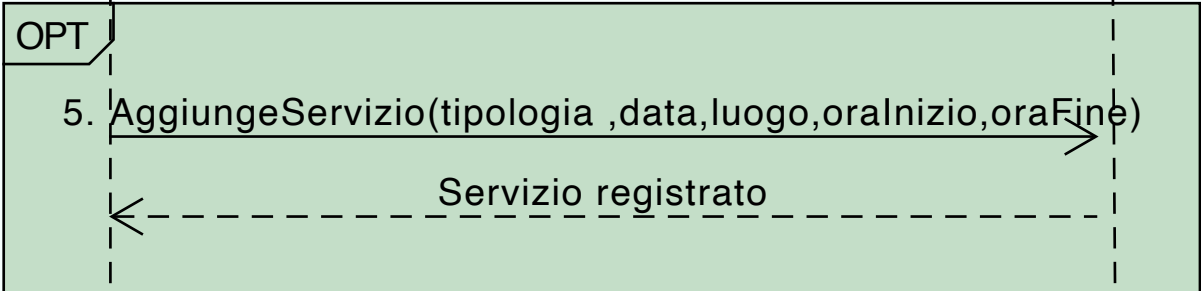 OPT
5. AggiungeServizio(tipologia ,data,luogo,oraInizio,oraFine)
Servizio registrato